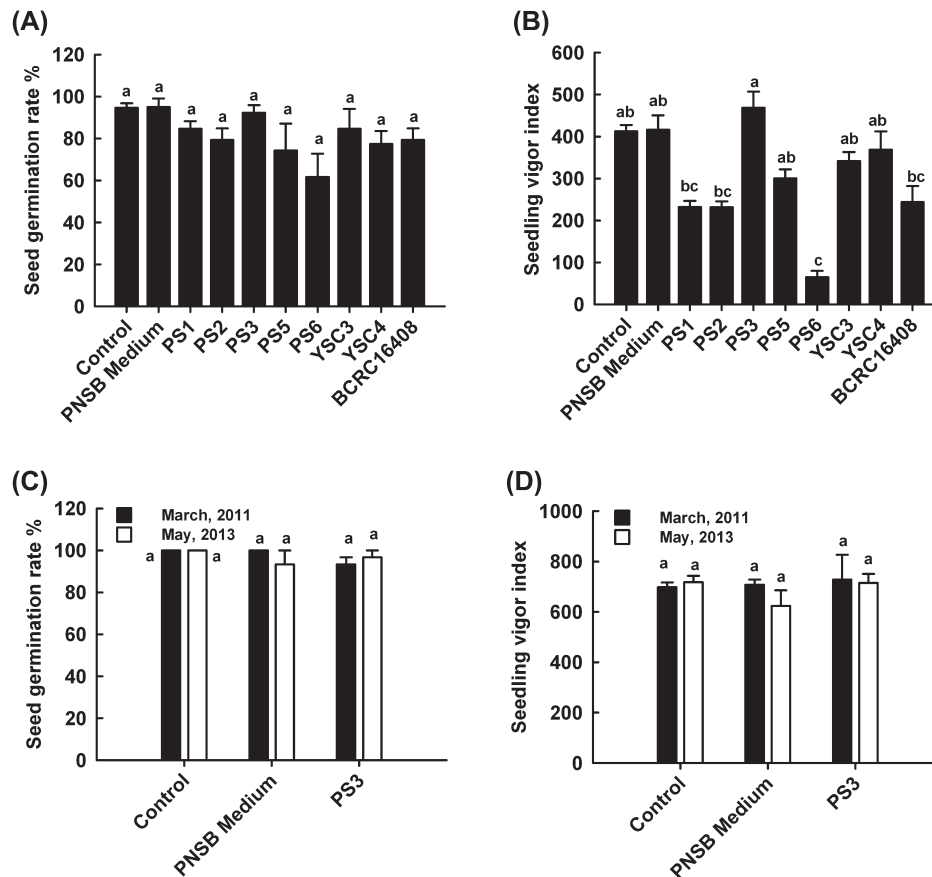 (A)
Seed germination rate %
120
100
80
60
40
20
0
a a a a a a a a a a
Control
PNSB Medium
PS1
PS2
PS3
PS5
PS6
YSC3
YSC4
BCRC16408
(B)
Seedling vigor index
600
500
400
300
200
100
0
ab ab bc bc a ab c ab ab bc
Control
PNSB Medium
PS1
PS2
PS3
PS5
PS6
YSC3
YSC4
BCRC16408
(C)
Seed germination rate %
120
100
80
60
40
20
0
March, 2011
May, 2013
a a a a a a
Control
PNSB Medium
PS3
(D)
Seedling vigor index
1000
800
600
400
200
0
March, 2011
May, 2013
a a a a a a
Control
PNSB Medium
PS3